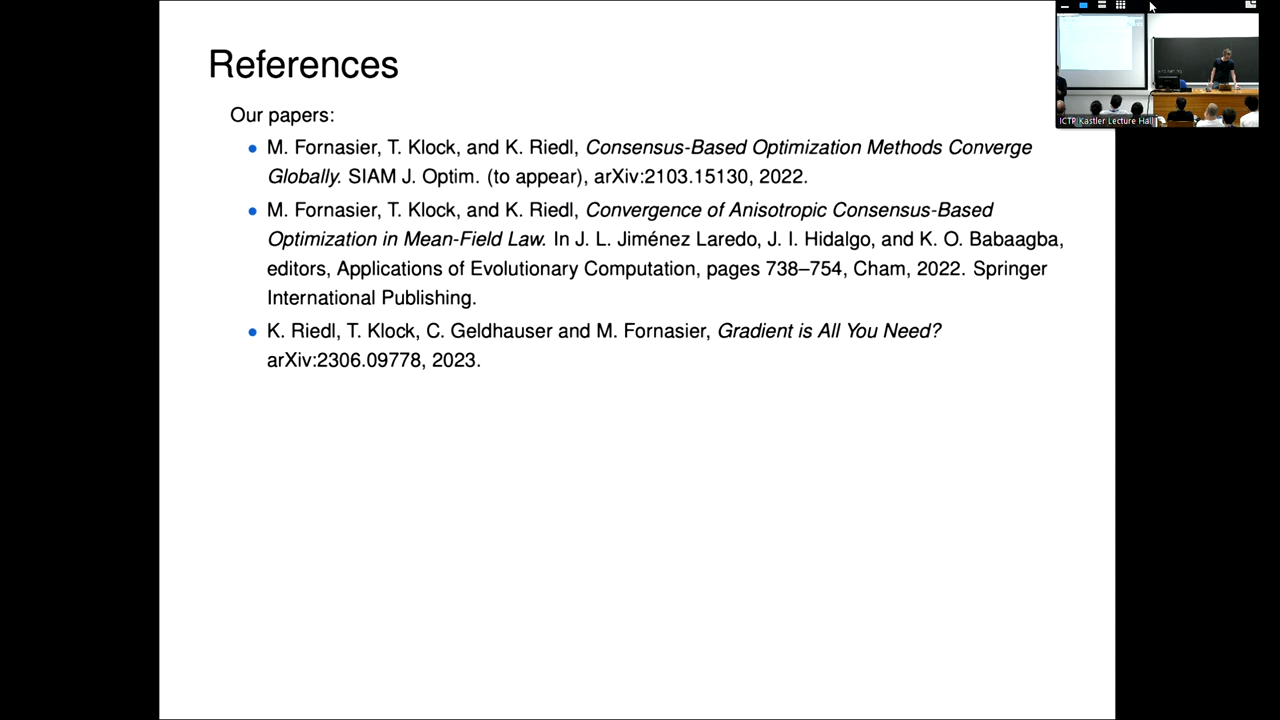 References
Our papers:
• M. Fornasier, T. Klock, and K. Riedl, Consensus-Based Optimization Methods Converge
Globally. SIAM J. Optim. (to appear), arXiv:2103.15130, 2022.
• M. Fornasier, T. Klock, and K. Riedl, Convergence of Anisotropic Consensus-Based
Optimization in Mean-Field Law. In J. L. Jiménez Laredo, J. I. Hidalgo, and K. O. Babaagba,
editors, Applications of Evolutionary Computation, pages 738–754, Cham, 2022. Springer
International Publishing.
• K. Riedl, T. Klock, C. Geldhauser and M. Fornasier, Gradient is All You Need?
arXiv:2306.09778, 2023.
ICTP Kastler Lecture Hall